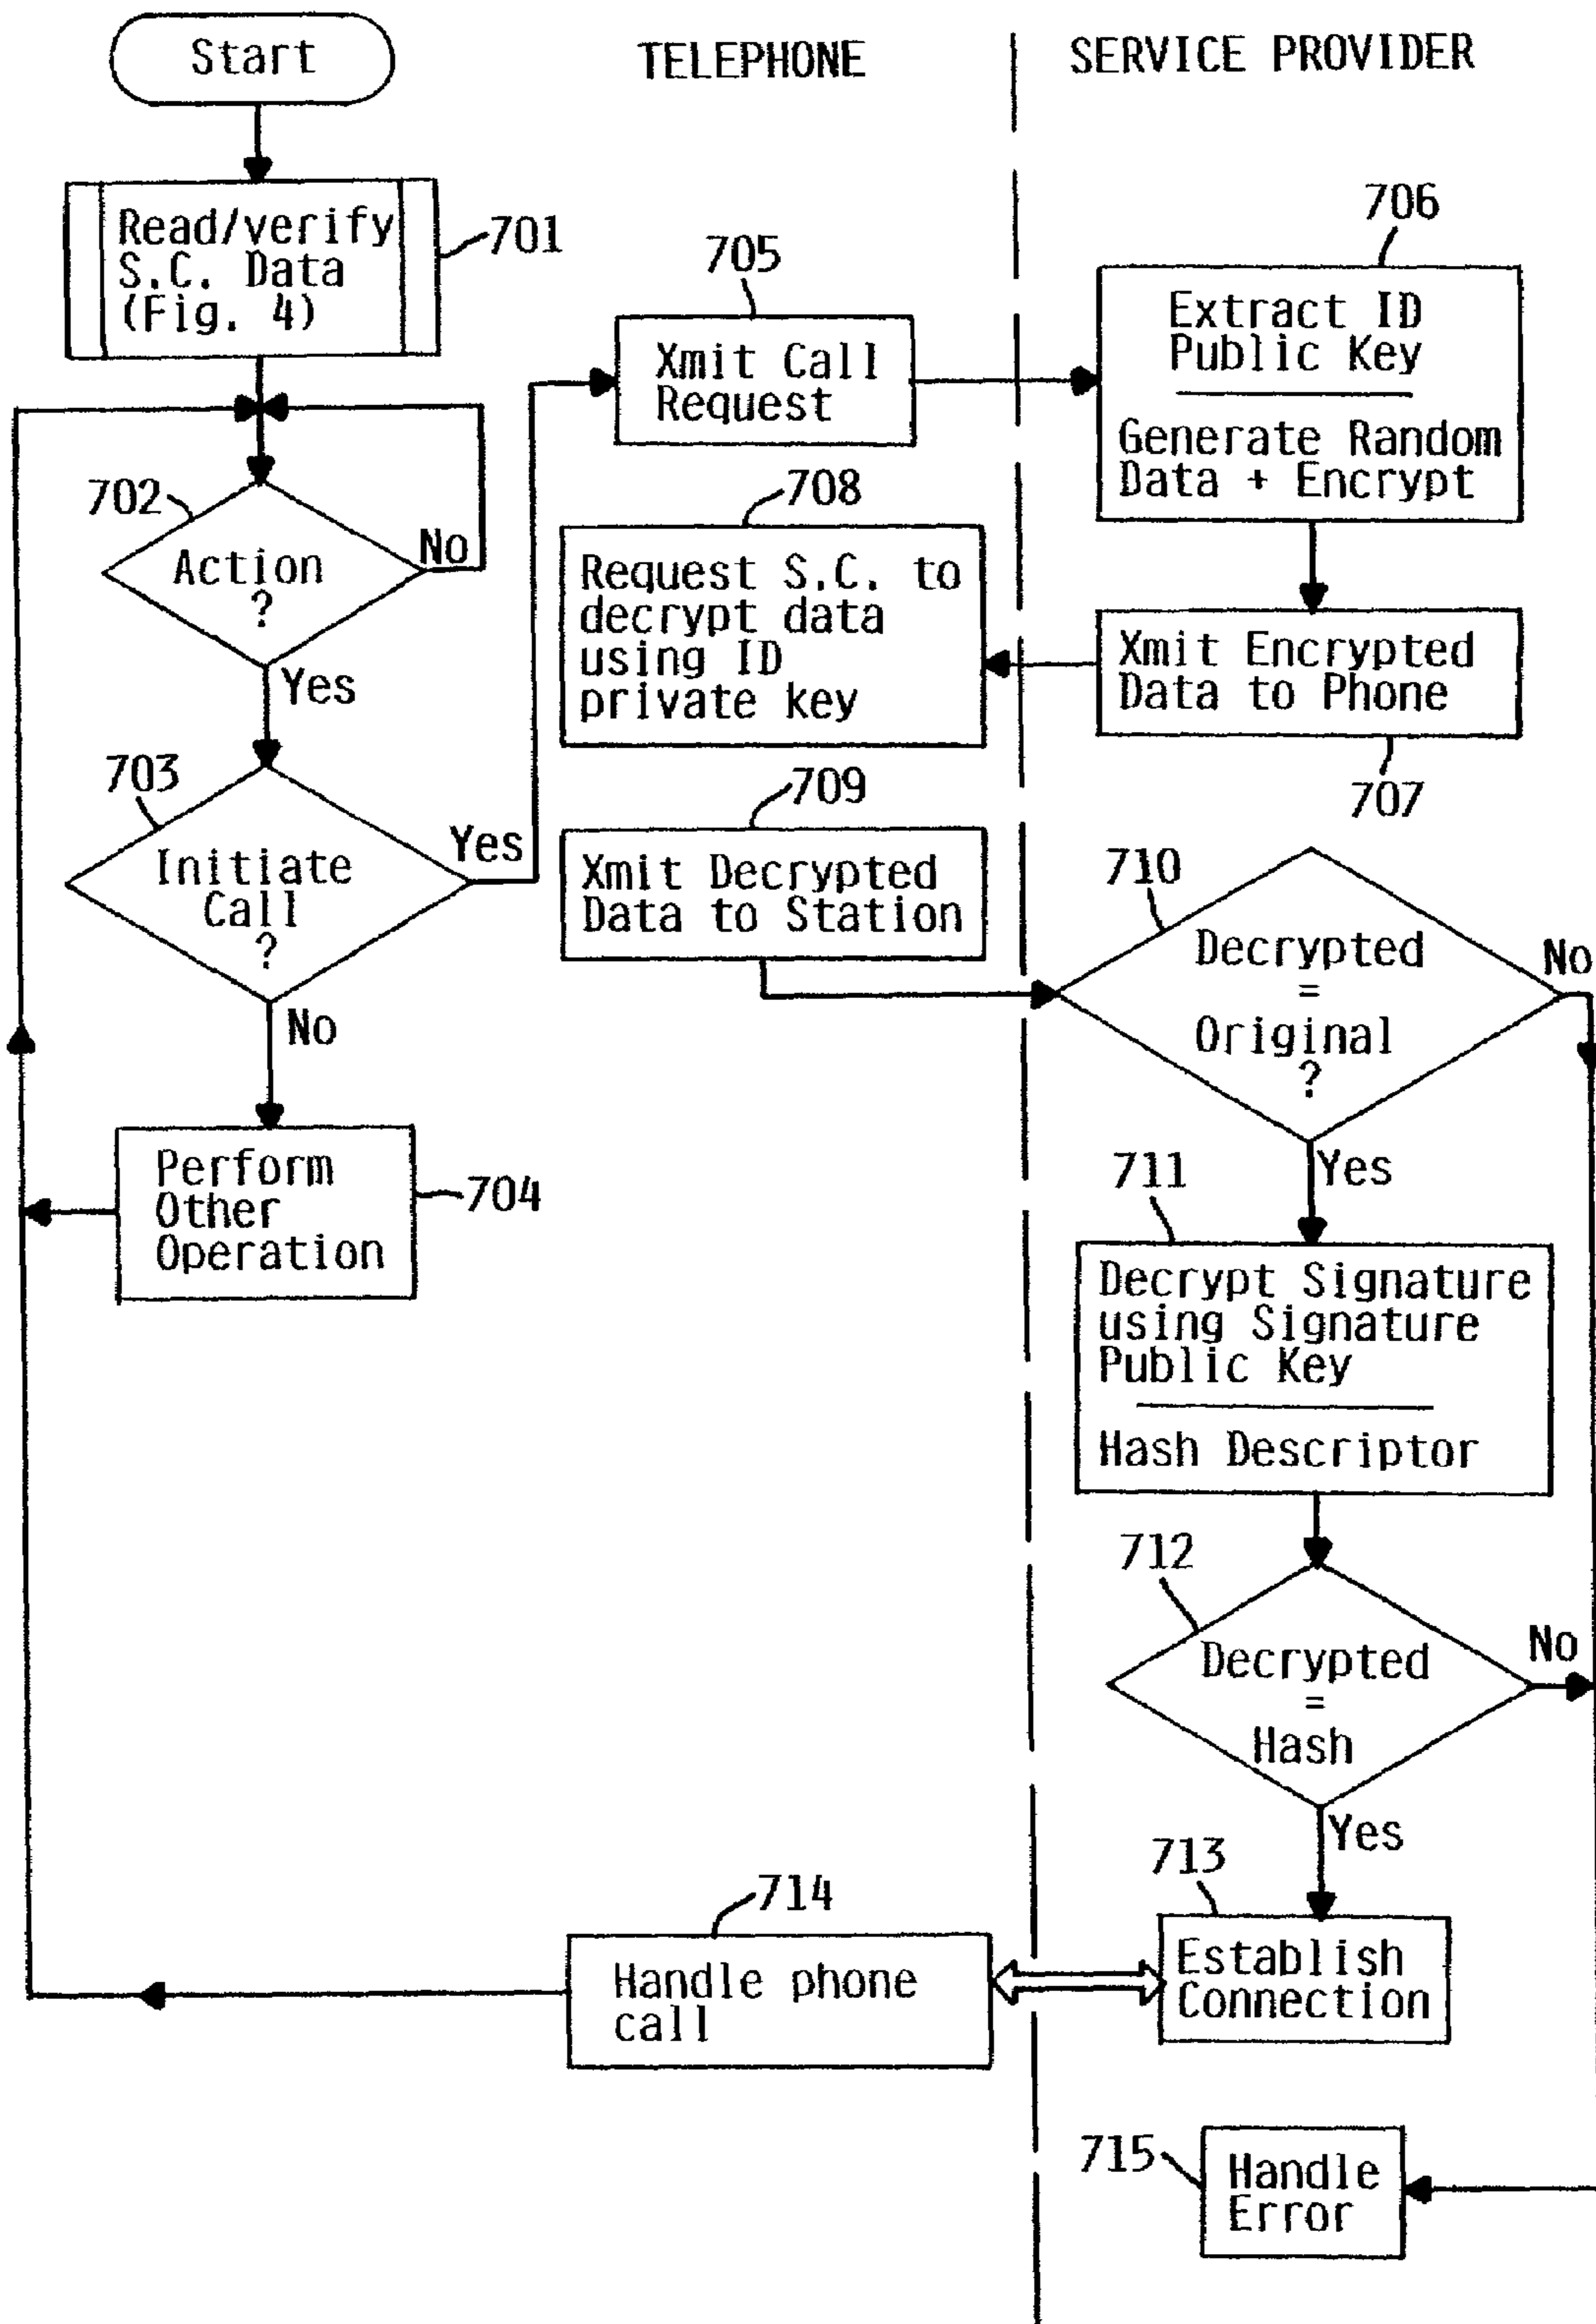 Start
TELEPHONE
SERVICE PROVIDER
Read/verify
S.C. Data
(Fig. 4)
701
702
Action
?
No
Yes
703
Initiate
Call
?
Yes
No
Perform
Other
Operation
704
705
Xmit Call
Request
706
Extract ID
Public Key
Generate Random
Data + Encrypt
Xmit Encrypted
Data to Phone
707
708
Request S.C. to
decrypt data
using ID
private key
709
Xmit Decrypted
Data to Station
710
Decrypted
=
Original
?
No
Yes
711
Decrypt Signature
using Signature
Public Key
Hash Descriptor
712
Decrypted
=
Hash
No
Yes
713
Establish
Connection
714
Handle phone
call
715
Handle
Error